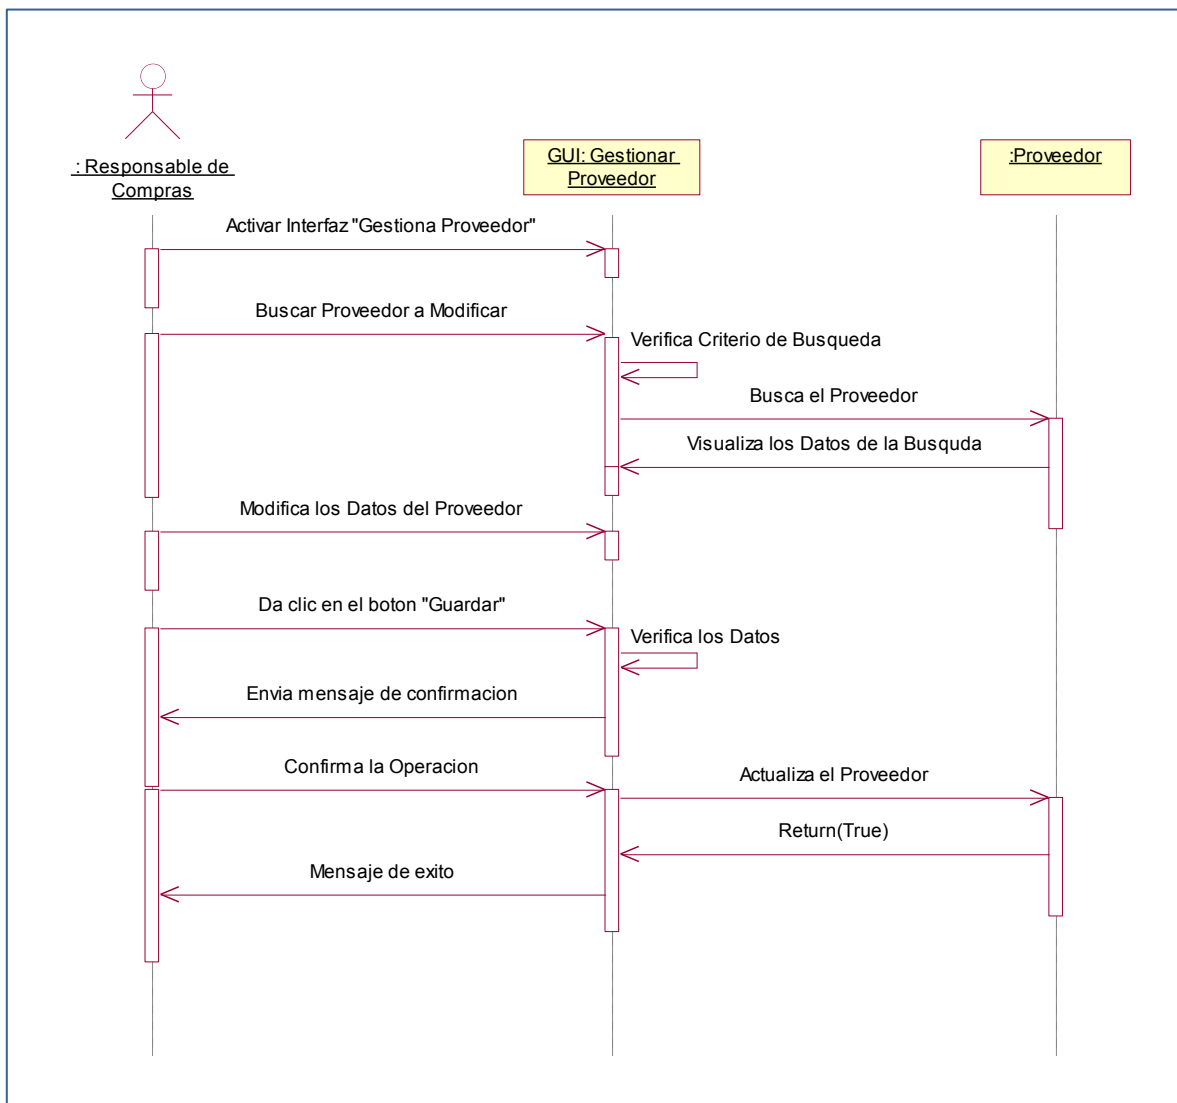 : Responsable de
Compras
GUI: Gestionar
Proveedor
:Proveedor
Activar Interfaz "Gestiona Proveedor"
Buscar Proveedor a Modificar
Verifica Criterio de Busqueda
Busca el Proveedor
Visualiza los Datos de la Busquda
Modifica los Datos del Proveedor
Da clic en el boton "Guardar"
Verifica los Datos
Envia mensaje de confirmacion
Confirma la Operacion
Actualiza el Proveedor
Return(True)
Mensaje de exito